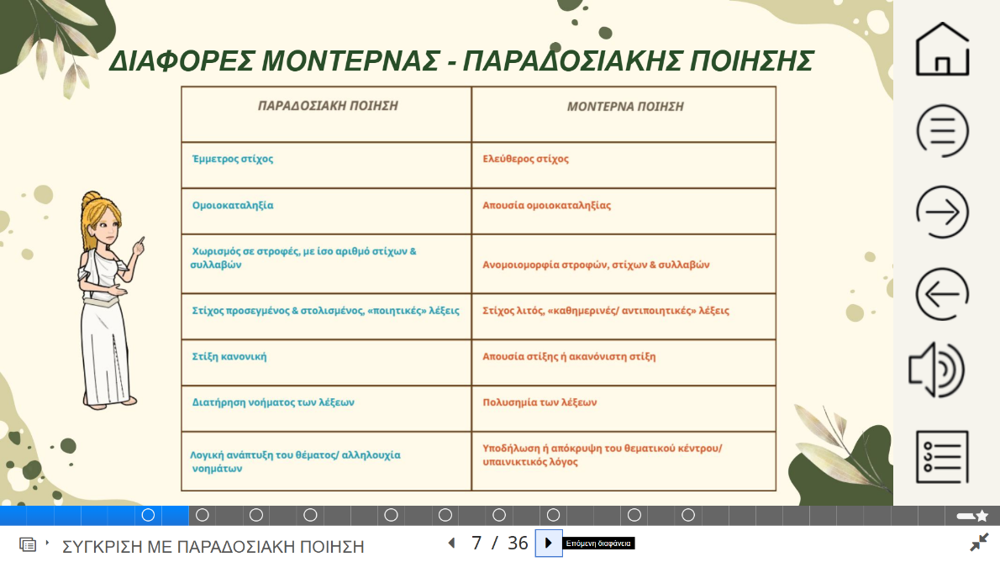 ΔΙΑΦΟΡΕΣ ΜΟΝΤΕΡΝΑΣ - ΠΑΡΑΔΟΣΙΑΚΗΣ ΠΟΙΗΣΗΣ
ΠΑΡΑΔΟΣΙΑΚΗ ΠΟΙΗΣΗ
ΜΟΝΤΕΡΝΑ ΠΟΙΗΣΗ
Έμμετρος στίχος
Ελεύθερος στίχος
Ομοιοκαταληξία
Απουσία ομοιοκαταληξίας
Χωρισμός σε στροφές, με ίσο αριθμό στίχων &
συλλαβών
Ανομοιομορφία στροφών, στίχων & συλλαβών
Στίχος προσεγμένος & στολισμένος, «ποιητικές» λέξεις
Στίχος λιτός, «καθημερινές/ αντιποιητικές» λέξεις
Στίξη κανονική
Απουσία στίξης ή ακανόνιστη στίξη
Διατήρηση νοήματος των λέξεων
Πολυσημία των λέξεων
Λογική ανάπτυξη του θέματος/ αλληλουχία
νοημάτων
Υποδήλωση ή απόκρυψη του θεματικού κέντρου/
υπαινικτικός λόγος
ΣΥΓΚΡΙΣΗ ΜΕ ΠΑΡΑΔΟΣΙΑΚΗ ΠΟΙΗΣΗ
7 / 36
Επόμενη διαφάνεια